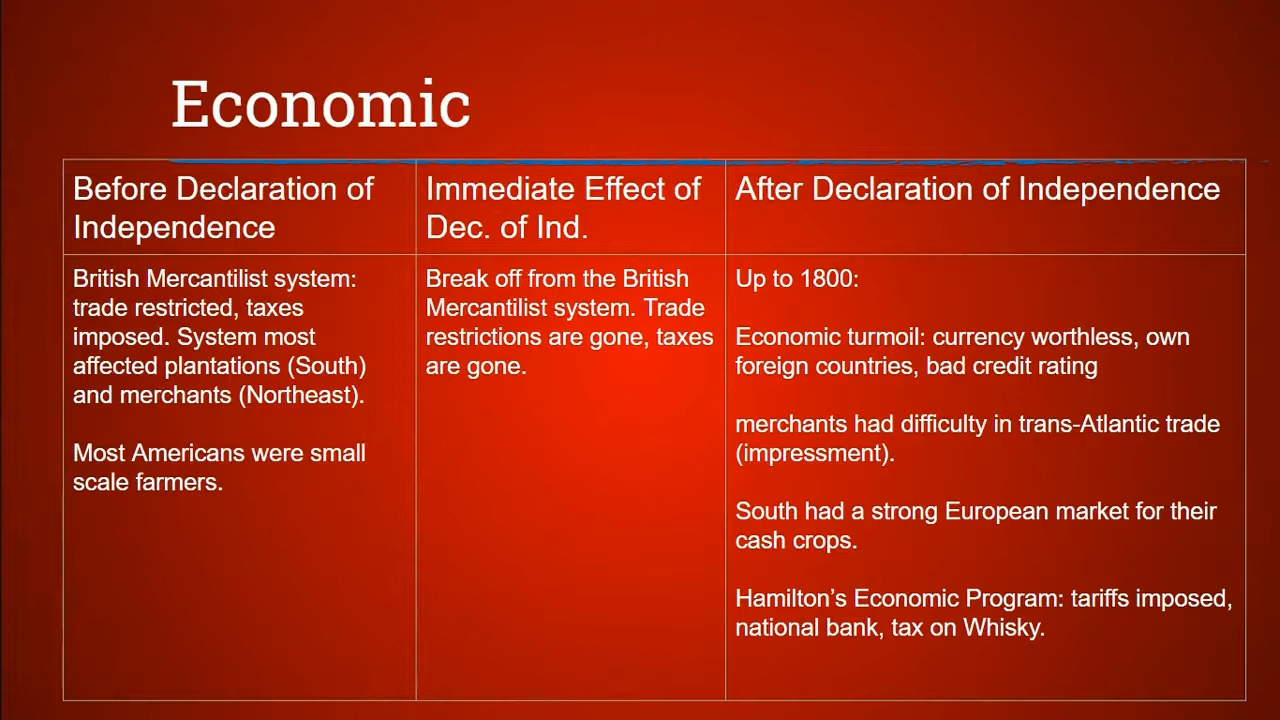 Economic
Before Declaration of
Independence
Immediate Effect of
Dec. of Ind.
After Declaration of Independence
British Mercantilist system:
trade restricted, taxes
imposed. System most
affected plantations (South)
and merchants (Northeast).
Most Americans were small
scale farmers.
Break off from the British
Mercantilist system. Trade
restrictions are gone, taxes
are gone.
Up to 1800:
Economic turmoil: currency worthless, own
foreign countries, bad credit rating
merchants had difficulty in trans-Atlantic trade
(impressment).
South had a strong European market for their
cash crops.
Hamilton’s Economic Program: tariffs imposed,
national bank, tax on Whisky.